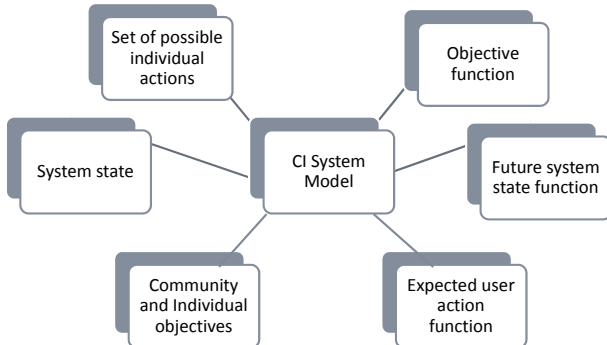 Set of possible
individual
actions
Objective
function
System state
CI System
Model
Future system
state function
Community
and Individual
objectives
Expected user
action
function